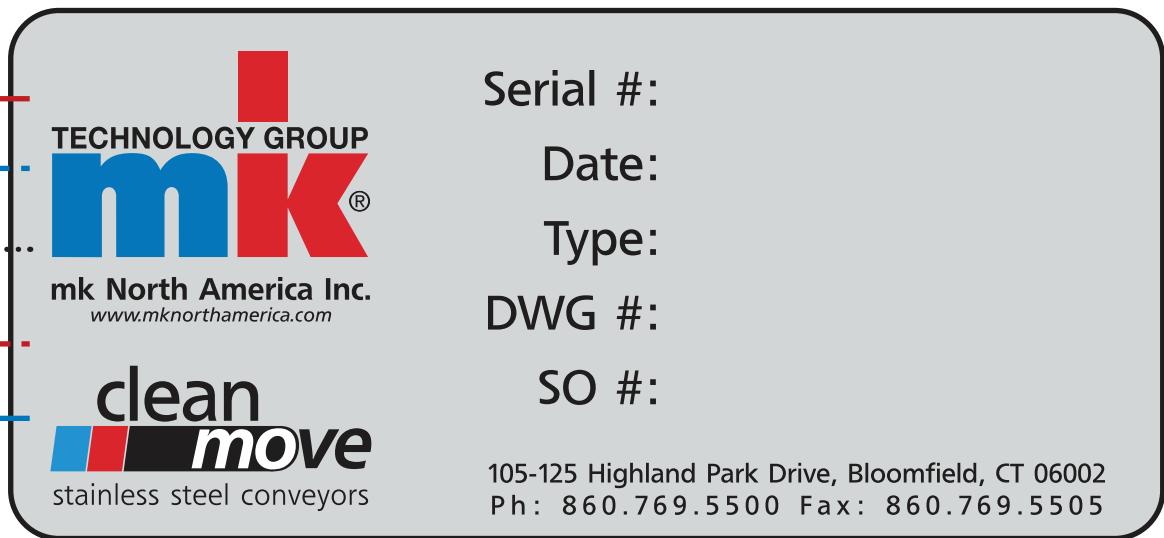 TECHNOLOGY GROUP
mk®
mk North America Inc.
www.mknorthamerica.com
clean
move
stainless steel conveyors
Serial #:
Date:
Type:
DWG #:
SO #:
105-125 Highland Park Drive, Bloomfield, CT 06002
Ph: 860.769.5500 Fax: 860.769.5505